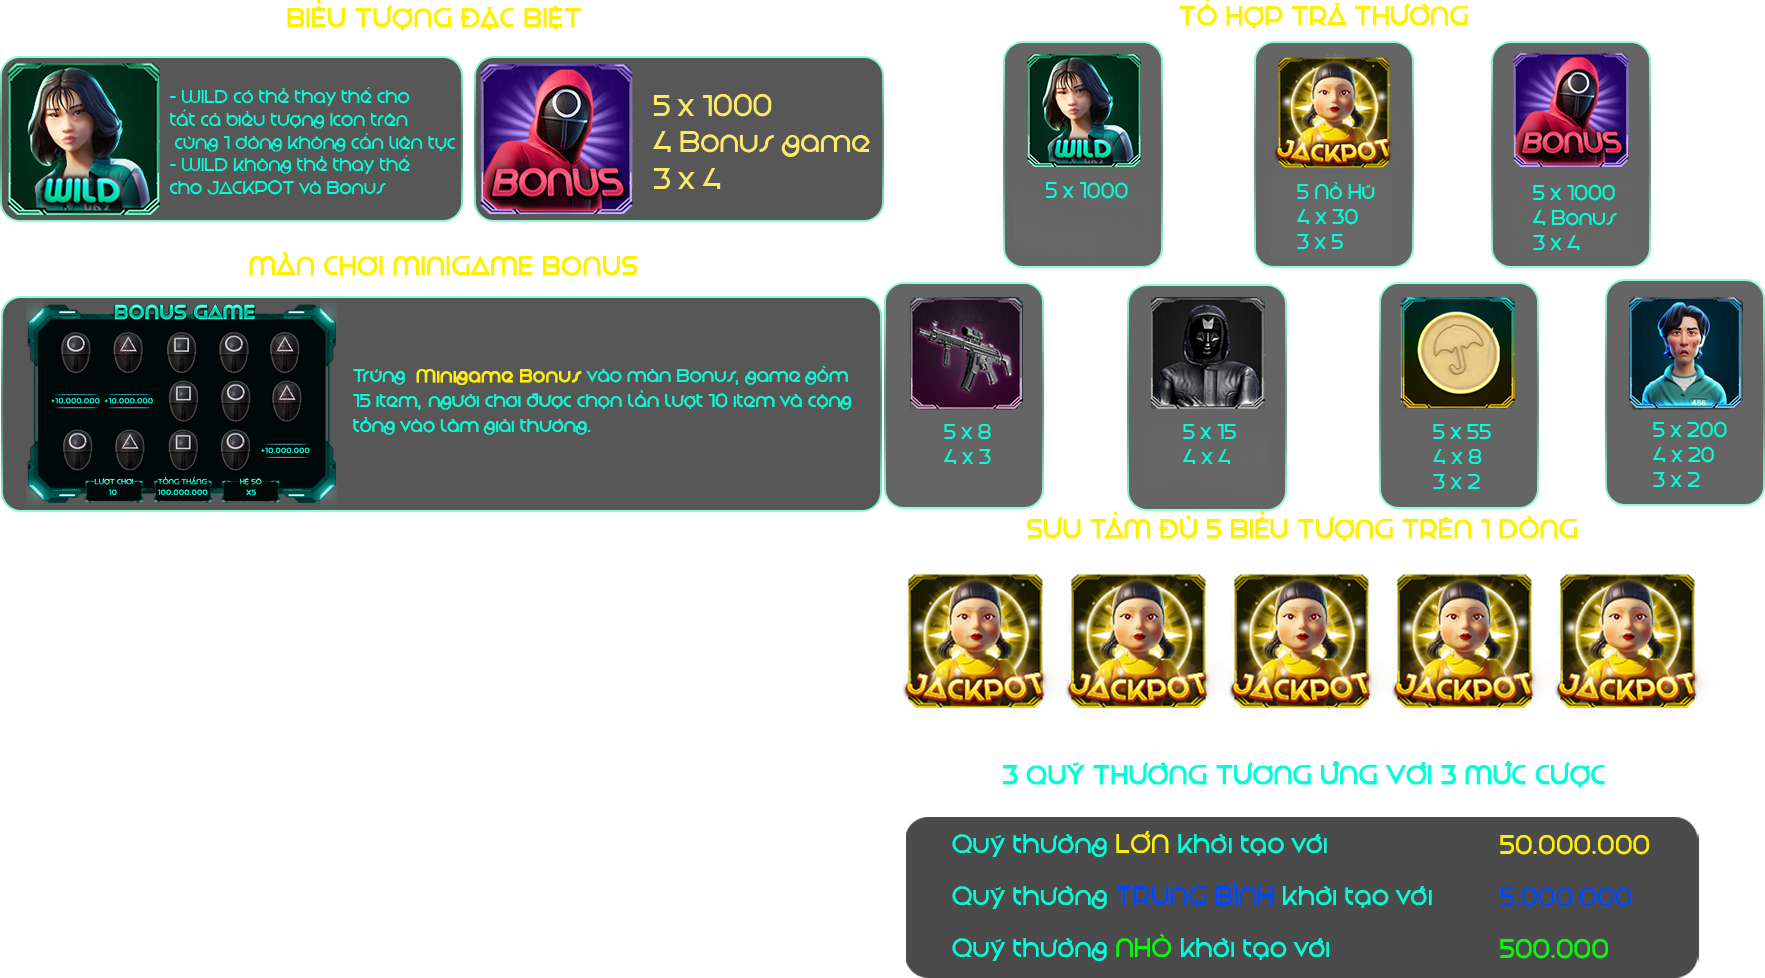 BIỂU TƯỢNG ĐẶC BIỆT
WILD
- WILD có thể thay thế cho
tất cả biểu tượng Icon trên
cùng 1 dòng không cần liên tục
- WILD không thể thay thế
cho JACKPOT và Bonus
BONUS
5 x 1000
4 Bonus game
3 x 4
MÀN CHƠI MINIGAME BONUS
BONUS GAME
+10.000.000 +10.000.000
+10.000.000
LƯỢT CHƠI
10
TỔNG THẮNG
100.000.000
HỆ SỐ
X5
Trúng Minigame Bonus vào màn Bonus, game gồm
15 item, người chơi được chọn lần lượt 10 item và cộng
tổng vào làm giải thưởng.
TỔ HỢP TRẢ THƯỞNG
WILD
5 x 1000
JACKPOT
5 Nổ Hũ
4 x 30
3 x 5
BONUS
5 x 1000
4 Bonus
3 x 4
5 x 8
4 x 3
5 x 15
4 x 4
5 x 55
4 x 8
3 x 2
456
5 x 200
4 x 20
3 x 2
SƯU TẦM ĐỦ 5 BIỂU TƯỢNG TRÊN 1 DÒNG
JACKPOT
JACKPOT
JACKPOT
JACKPOT
JACKPOT
3 QUỸ THƯỞNG TƯƠNG ỨNG VỚI 3 MỨC CƯỢC
Quỹ thưởng LỚN khởi tạo với 50.000.000
Quỹ thưởng TRUNG BÌNH khởi tạo với 5.000.000
Quỹ thưởng NHỎ khởi tạo với 500.000